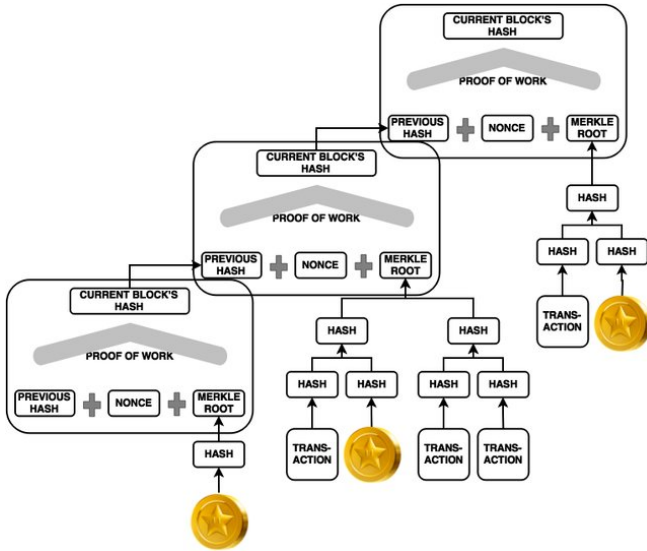 CURRENT BLOCK'S
HASH
PROOF OF WORK
PREVIOUS
HASH
NONCE
MERKLE
ROOT
CURRENT BLOCK'S
HASH
HASH
PROOF OF WORK
HASH
HASH
PREVIOUS
HASH
NONCE
MERKLE
ROOT
CURRENT BLOCK'S
HASH
TRANS-
ACTION
HASH
HASH
PROOF OF WORK
HASH
HASH
HASH
HASH
PREVIOUS
HASH
NONCE
MERKLE
ROOT
TRANS-
ACTION
TRANS-
ACTION
TRANS-
ACTION
HASH